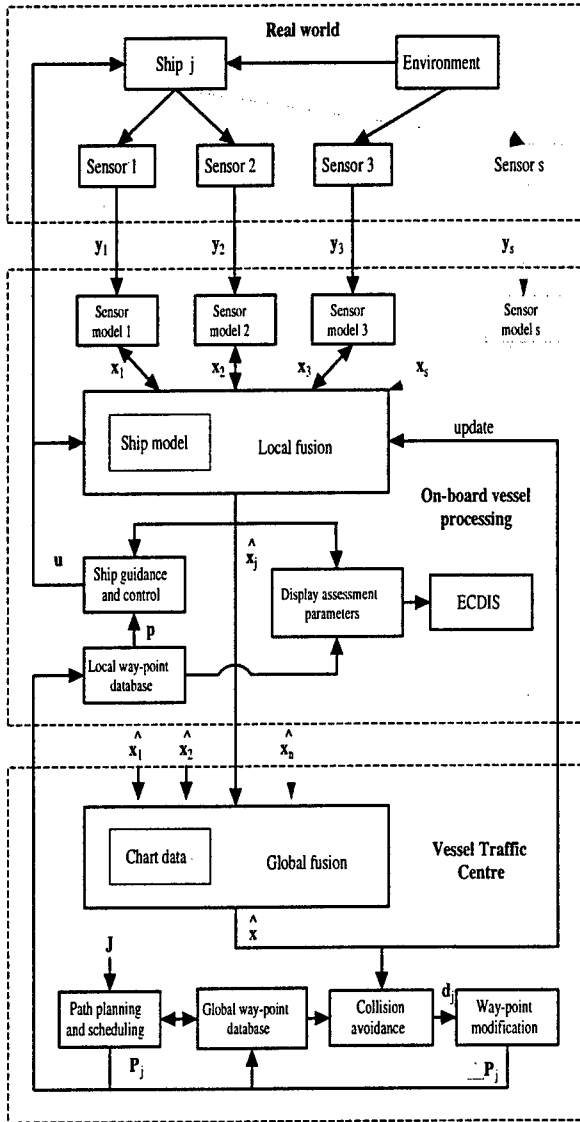 Real world
Ship j
Environment
Sensor 1
Sensor 2
Sensor 3
Sensor s
y1
y2
y3
ys
Sensor
model 1
Sensor
model 2
Sensor
model 3
Sensor
model s
x1
x2
x3
xs
Ship model
Local fusion
update
On-board vessel
processing
u
x̂j
Ship guidance
and control
Display assessment
parameters
ECDIS
p
Local way-point
database
x̂1
x̂2
x̂n
Chart data
Global fusion
Vessel Traffic
Centre
x̂
J
dj
Path planning
and scheduling
Global way-point
database
Collision
avoidance
Way-point
modification
Pj
Pj